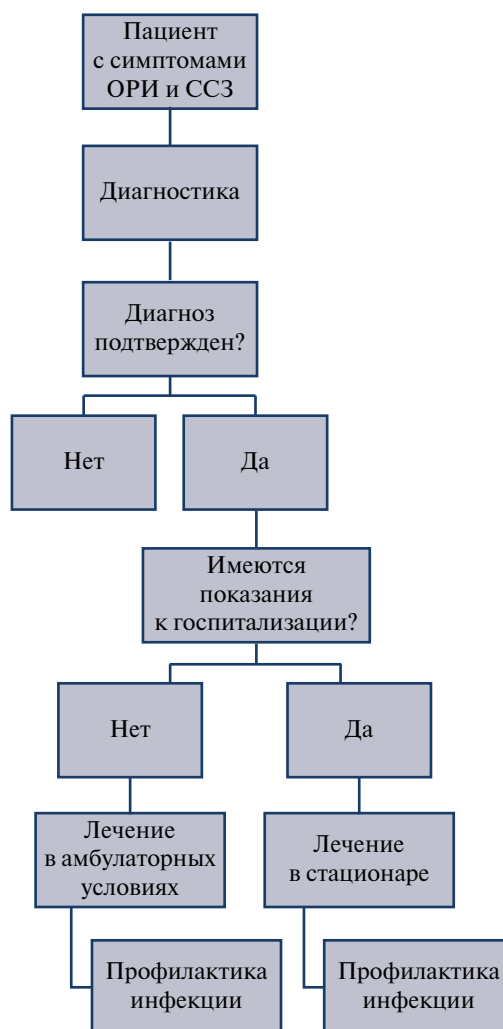 Пациент
с симптомами
ОРИ и ССЗ
Диагностика
Диагноз
подтвержден?
Нет
Да
Имеются
показания
к госпитализации?
Нет
Да
Лечение
в амбулаторных
условиях
Лечение
в стационаре
Профилактика
инфекции
Профилактика
инфекции